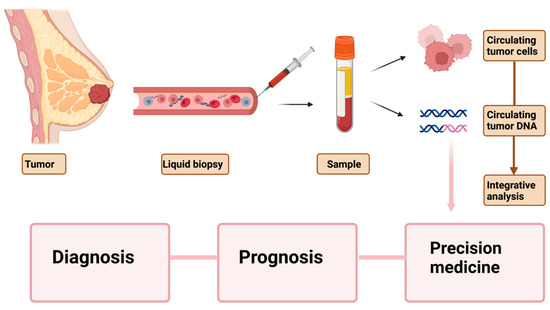 Circulating
tumor cells
Circulating
tumor DNA
Tumor
Liquid biopsy
Sample
Integrative
analysis
Diagnosis
Prognosis
Precision
medicine